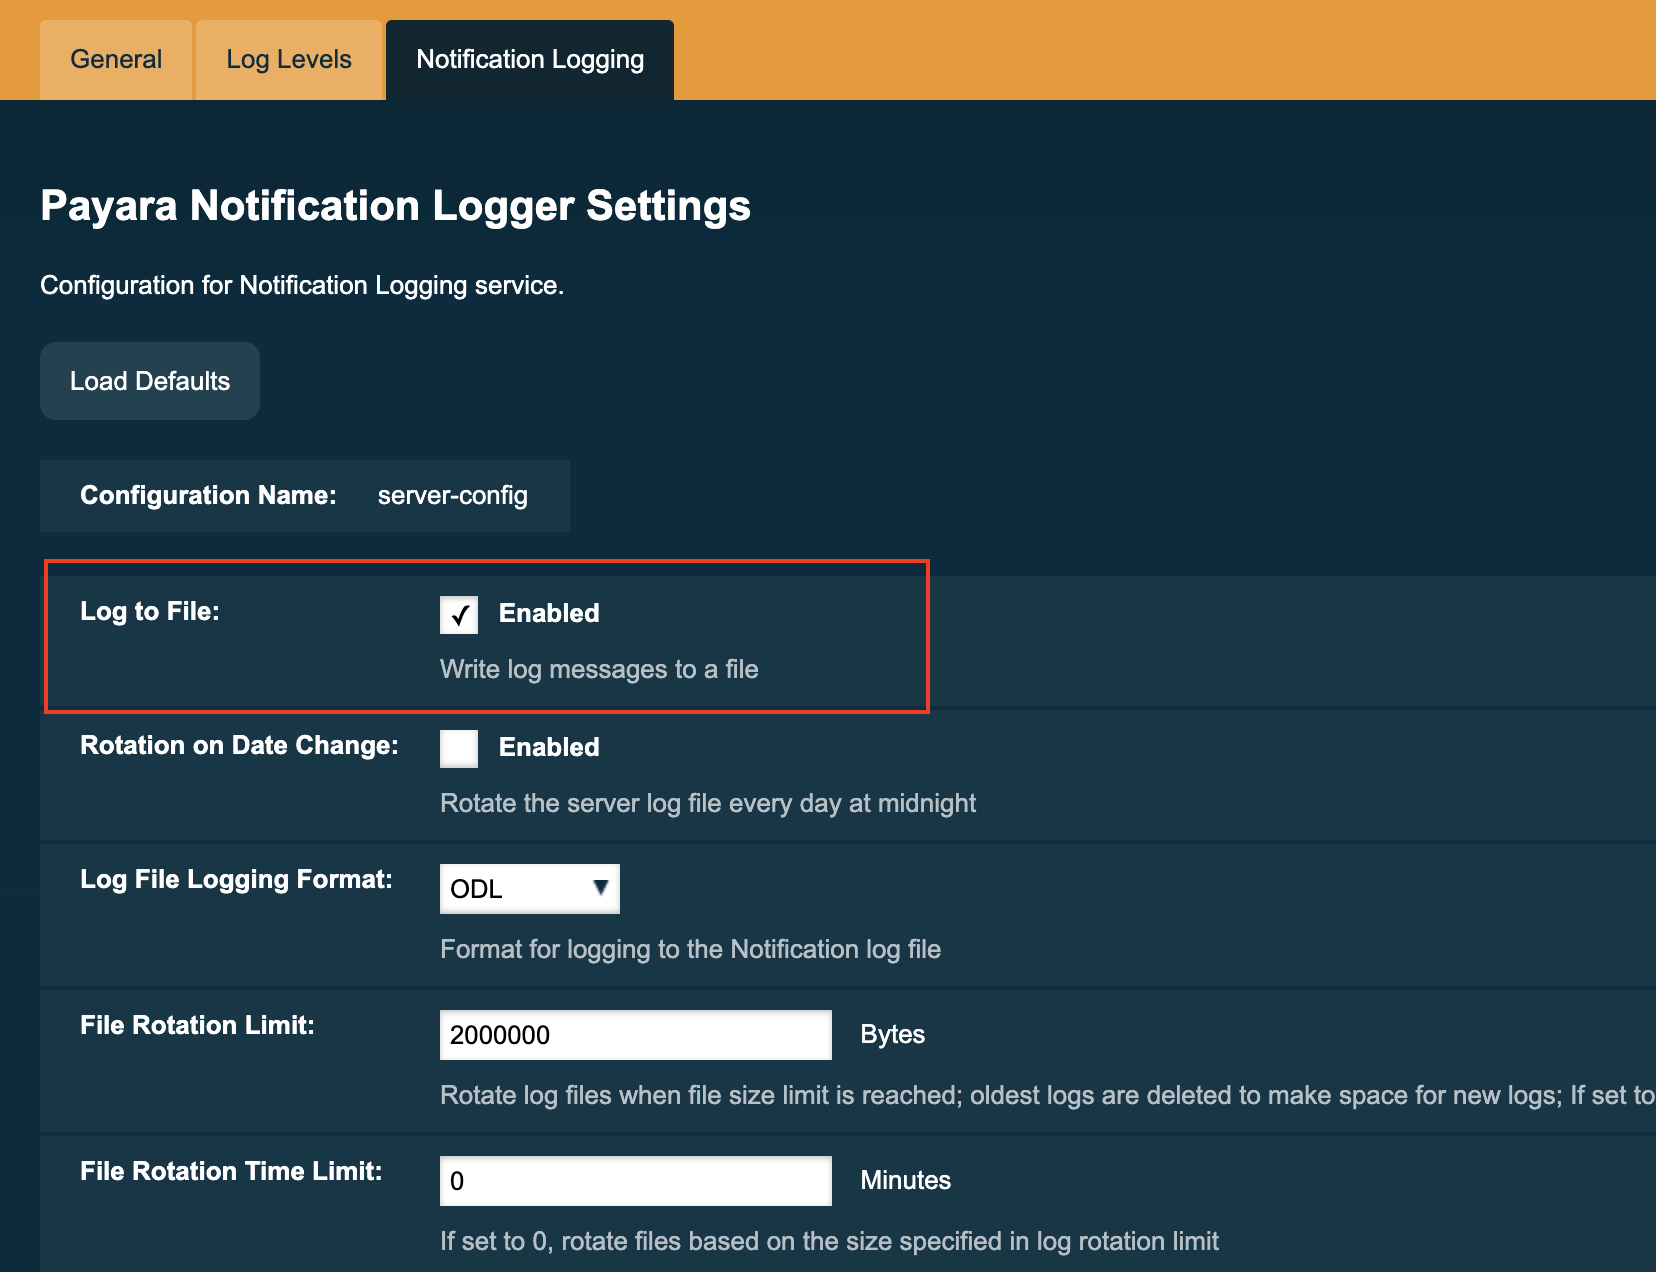 General
Log Levels
Notification Logging
Payara Notification Logger Settings
Configuration for Notification Logging service.
Load Defaults
Configuration Name: server-config
Log to File: Enabled
Write log messages to a file
Rotation on Date Change: Enabled
Rotate the server log file every day at midnight
Log File Logging Format: ODL
Format for logging to the Notification log file
File Rotation Limit: 2000000 Bytes
Rotate log files when file size limit is reached; oldest logs are deleted to make space for new logs; If set to
File Rotation Time Limit: 0 Minutes
If set to 0, rotate files based on the size specified in log rotation limit